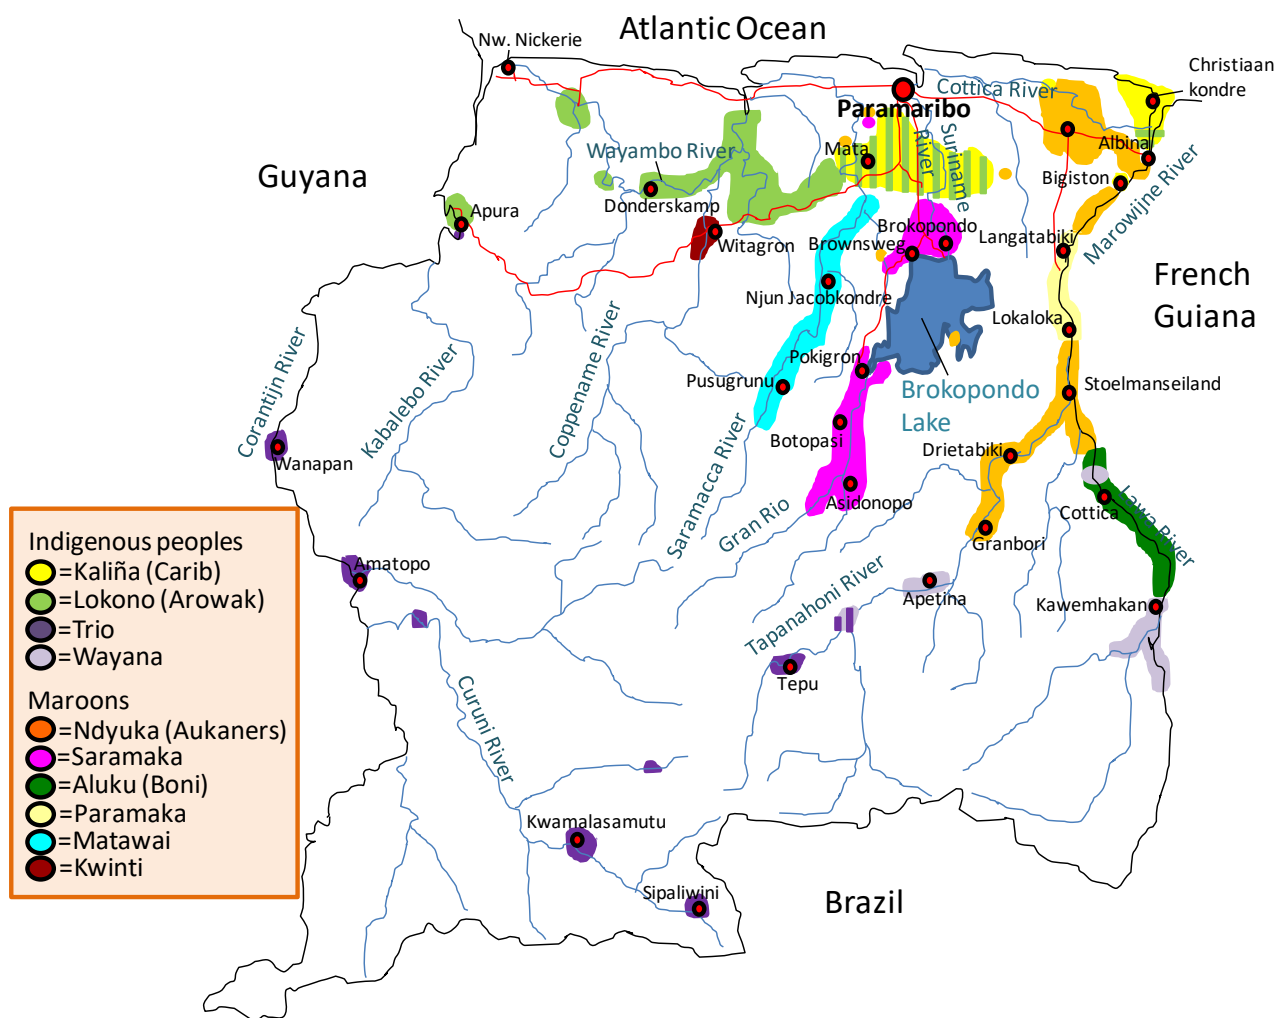 Atlantic Ocean
Nw. Nickerie
Christiaan
kondre
Cottica River
Paramaribo
Suriname
River
Wayambo River
Mata
Albina
Guyana
Bigiston
Marowijne River
Donderskamp
Apura
Witagron
Brokopondo
Brownsweg
Langatabiki
French
Guiana
Njun Jacobkondre
Lokaloka
Corantijn River
Kabalebo River
Coppename River
Pokigron
Pusugrunu
Brokopondo
Lake
Stoelmanseiland
Saramacca River
Botopasi
Drietabiki
Wanapan
Gran Rio
Asidonopo
Cottica
Lawa River
Granbori
Amatopo
Apetina
Kawemhakan
Tapanahoni River
Tepu
Curuni River
Kwamalasamutu
Sipaliwini
Brazil
Indigenous peoples
=Kaliña (Carib)
=Lokono (Arowak)
=Trio
=Wayana
Maroons
=Ndyuka (Aukaners)
=Saramaka
=Aluku (Boni)
=Paramaka
=Matawai
=Kwinti